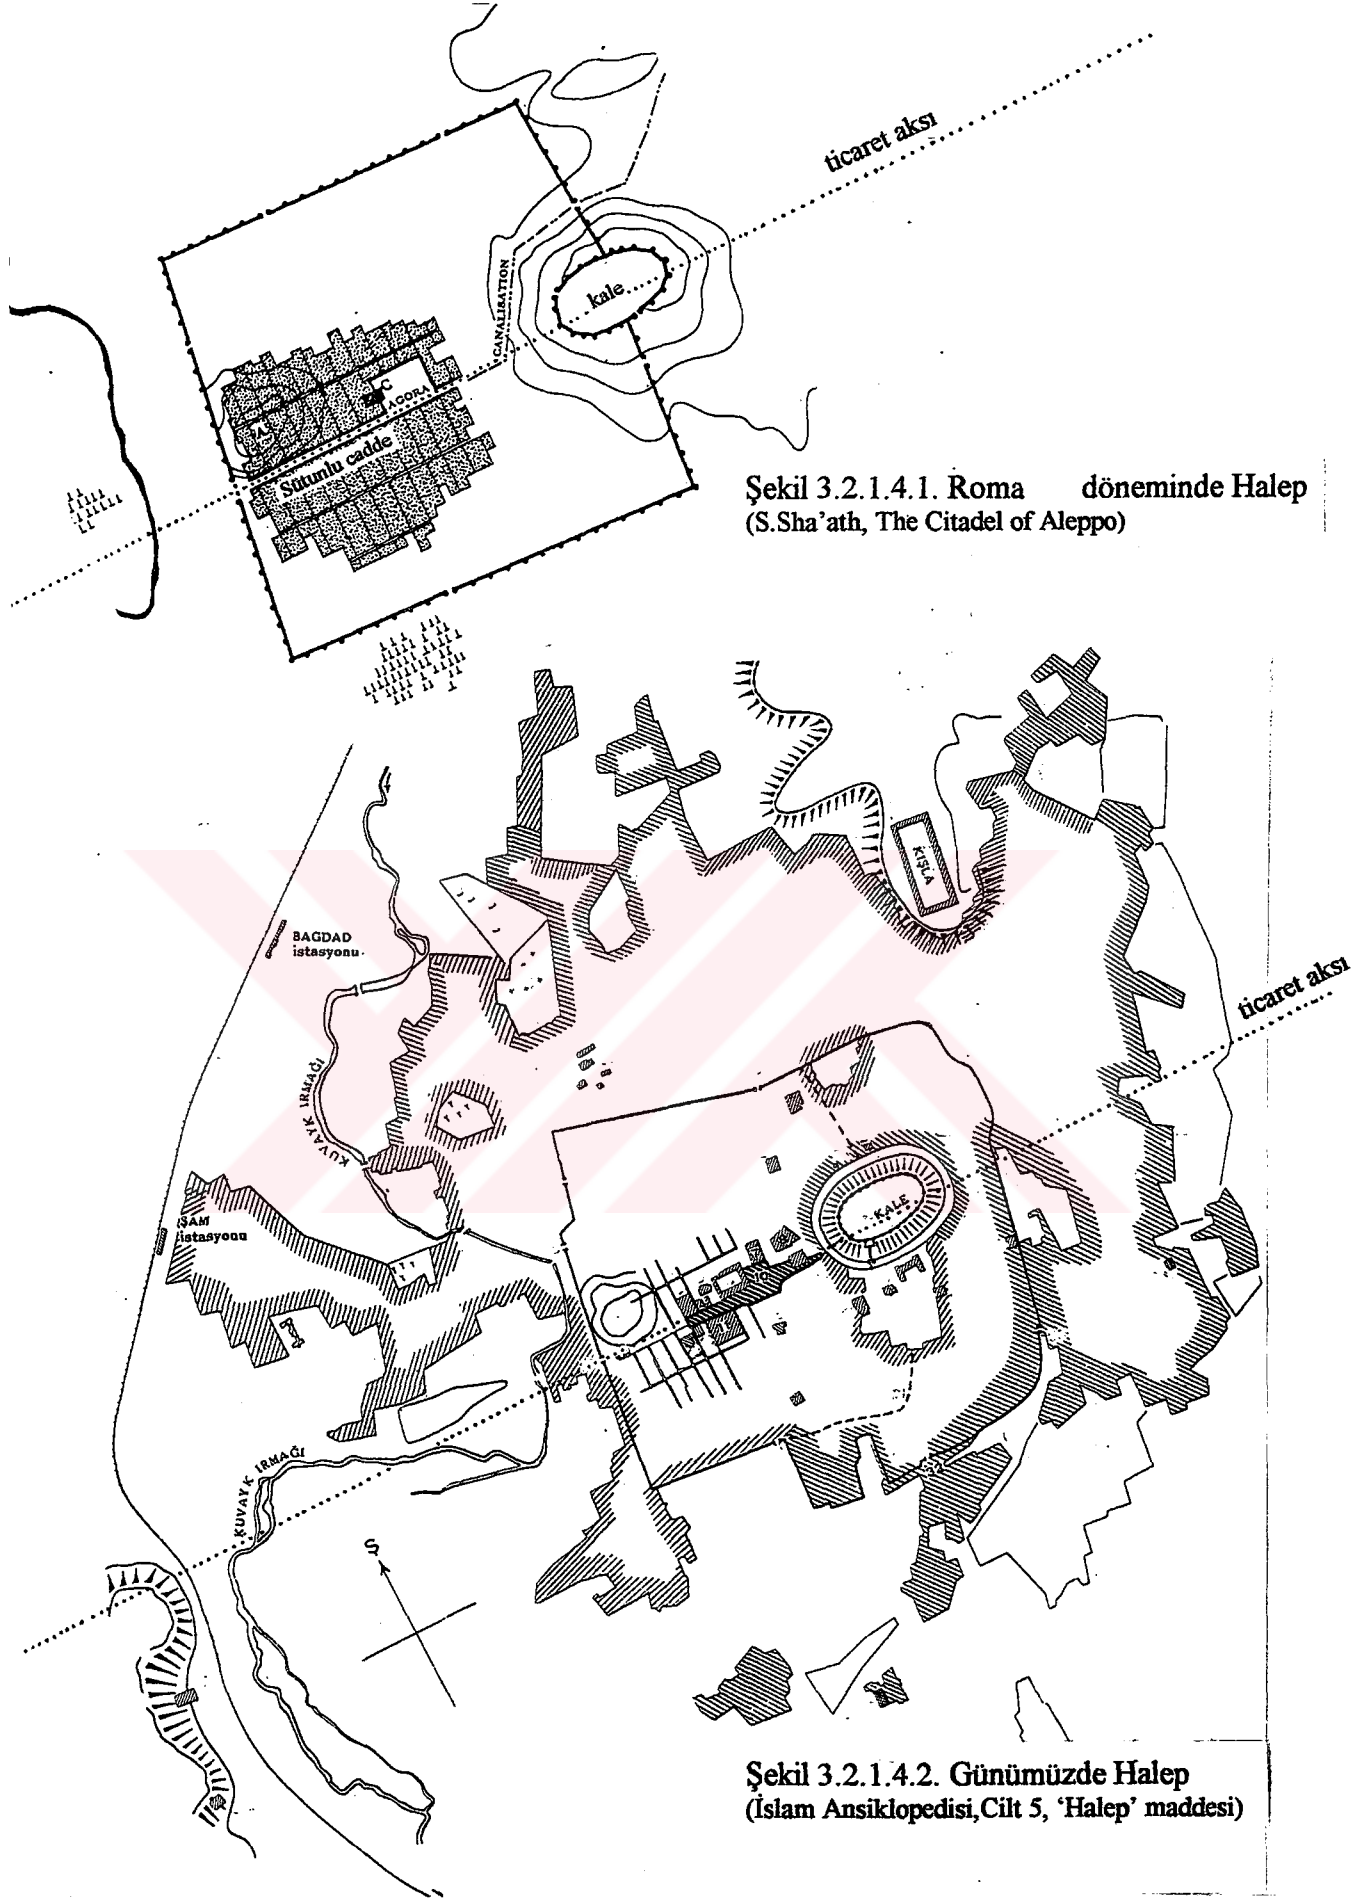 ticaret aksı
CANALISATION
kale
C
AGORA
A
Sütunlu cadde
Şekil 3.2.1.4.1. Roma döneminde Halep
(S.Sha'ath, The Citadel of Aleppo)
KIŞLA
BAGDAD
istasyonu
ticaret aksı
KUVAYK IRMAĞI
KALE
ŞAM
istasyonu
10
11
KUVAYK IRMAĞI
Ş
Şekil 3.2.1.4.2. Günümüzde Halep
(İslam Ansiklopedisi,Cilt 5, 'Halep' maddesi)